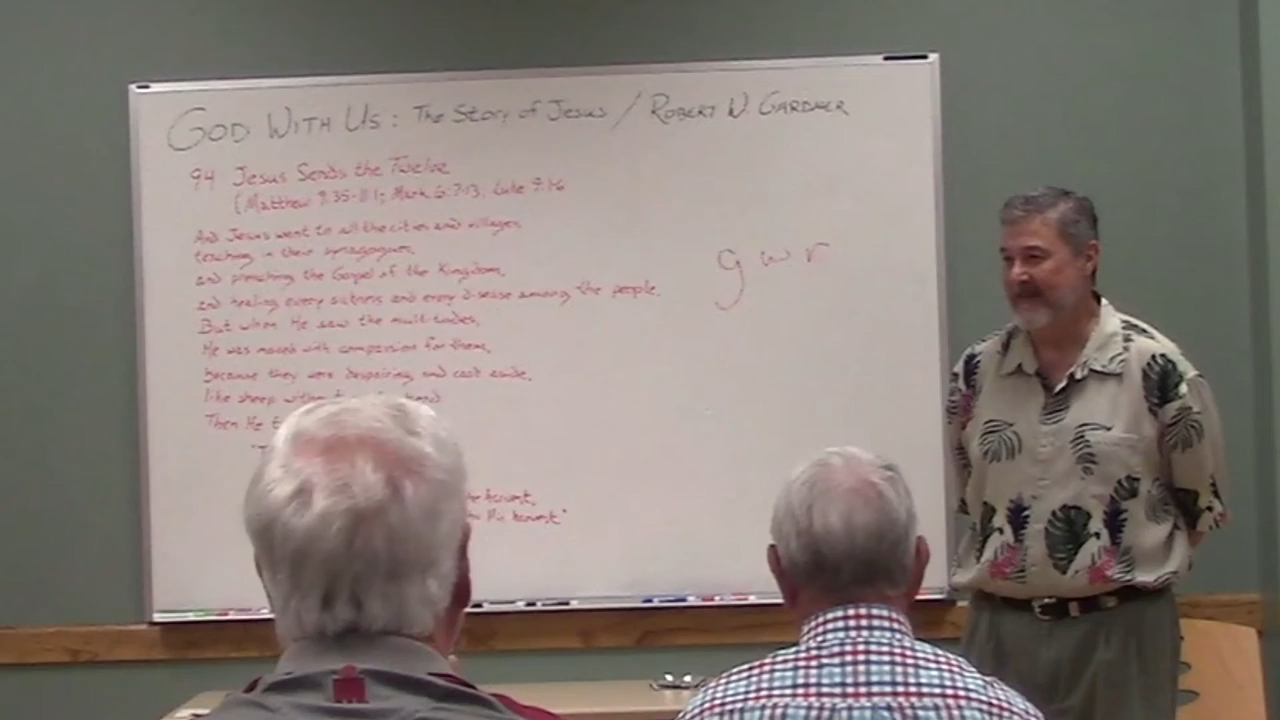 GOD WITH US: The Story of Jesus / ROBERT W. GARDNER
94 Jesus Sends the Twelve
(Matthew 9:35-11:1; Mark 6:7-13; Luke 9:1-6
And Jesus went to all the cities and villages,
teaching in their synagogues,
and preaching the Gospel of the Kingdom,
and healing every sickness and every disease among the people.
g w r
But when He saw the multitudes,
He was moved with compassion for them,
because they were despairing and cast aside,
like sheep
Then He
harvest,
His harvest."